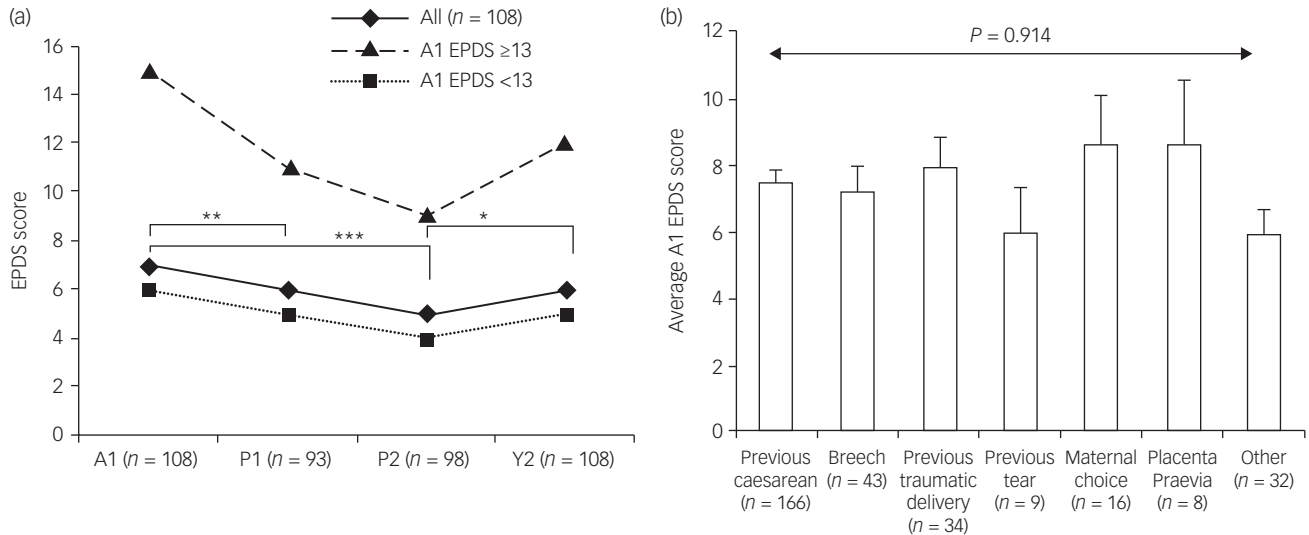 (a)
All (n = 108)
A1 EPDS ≥13
A1 EPDS <13
EPDS score
16
14
12
10
8
6
4
2
0
**
***
*
A1 (n = 108)
P1 (n = 93)
P2 (n = 98)
Y2 (n = 108)
(b)
P = 0.914
Average A1 EPDS score
12
10
8
6
4
2
0
Previous
caesarean
(n = 166)
Breech
(n = 43)
Previous
traumatic
delivery
(n = 34)
Previous
tear
(n = 9)
Maternal
choice
(n = 16)
Placenta
Praevia
(n = 8)
Other
(n = 32)